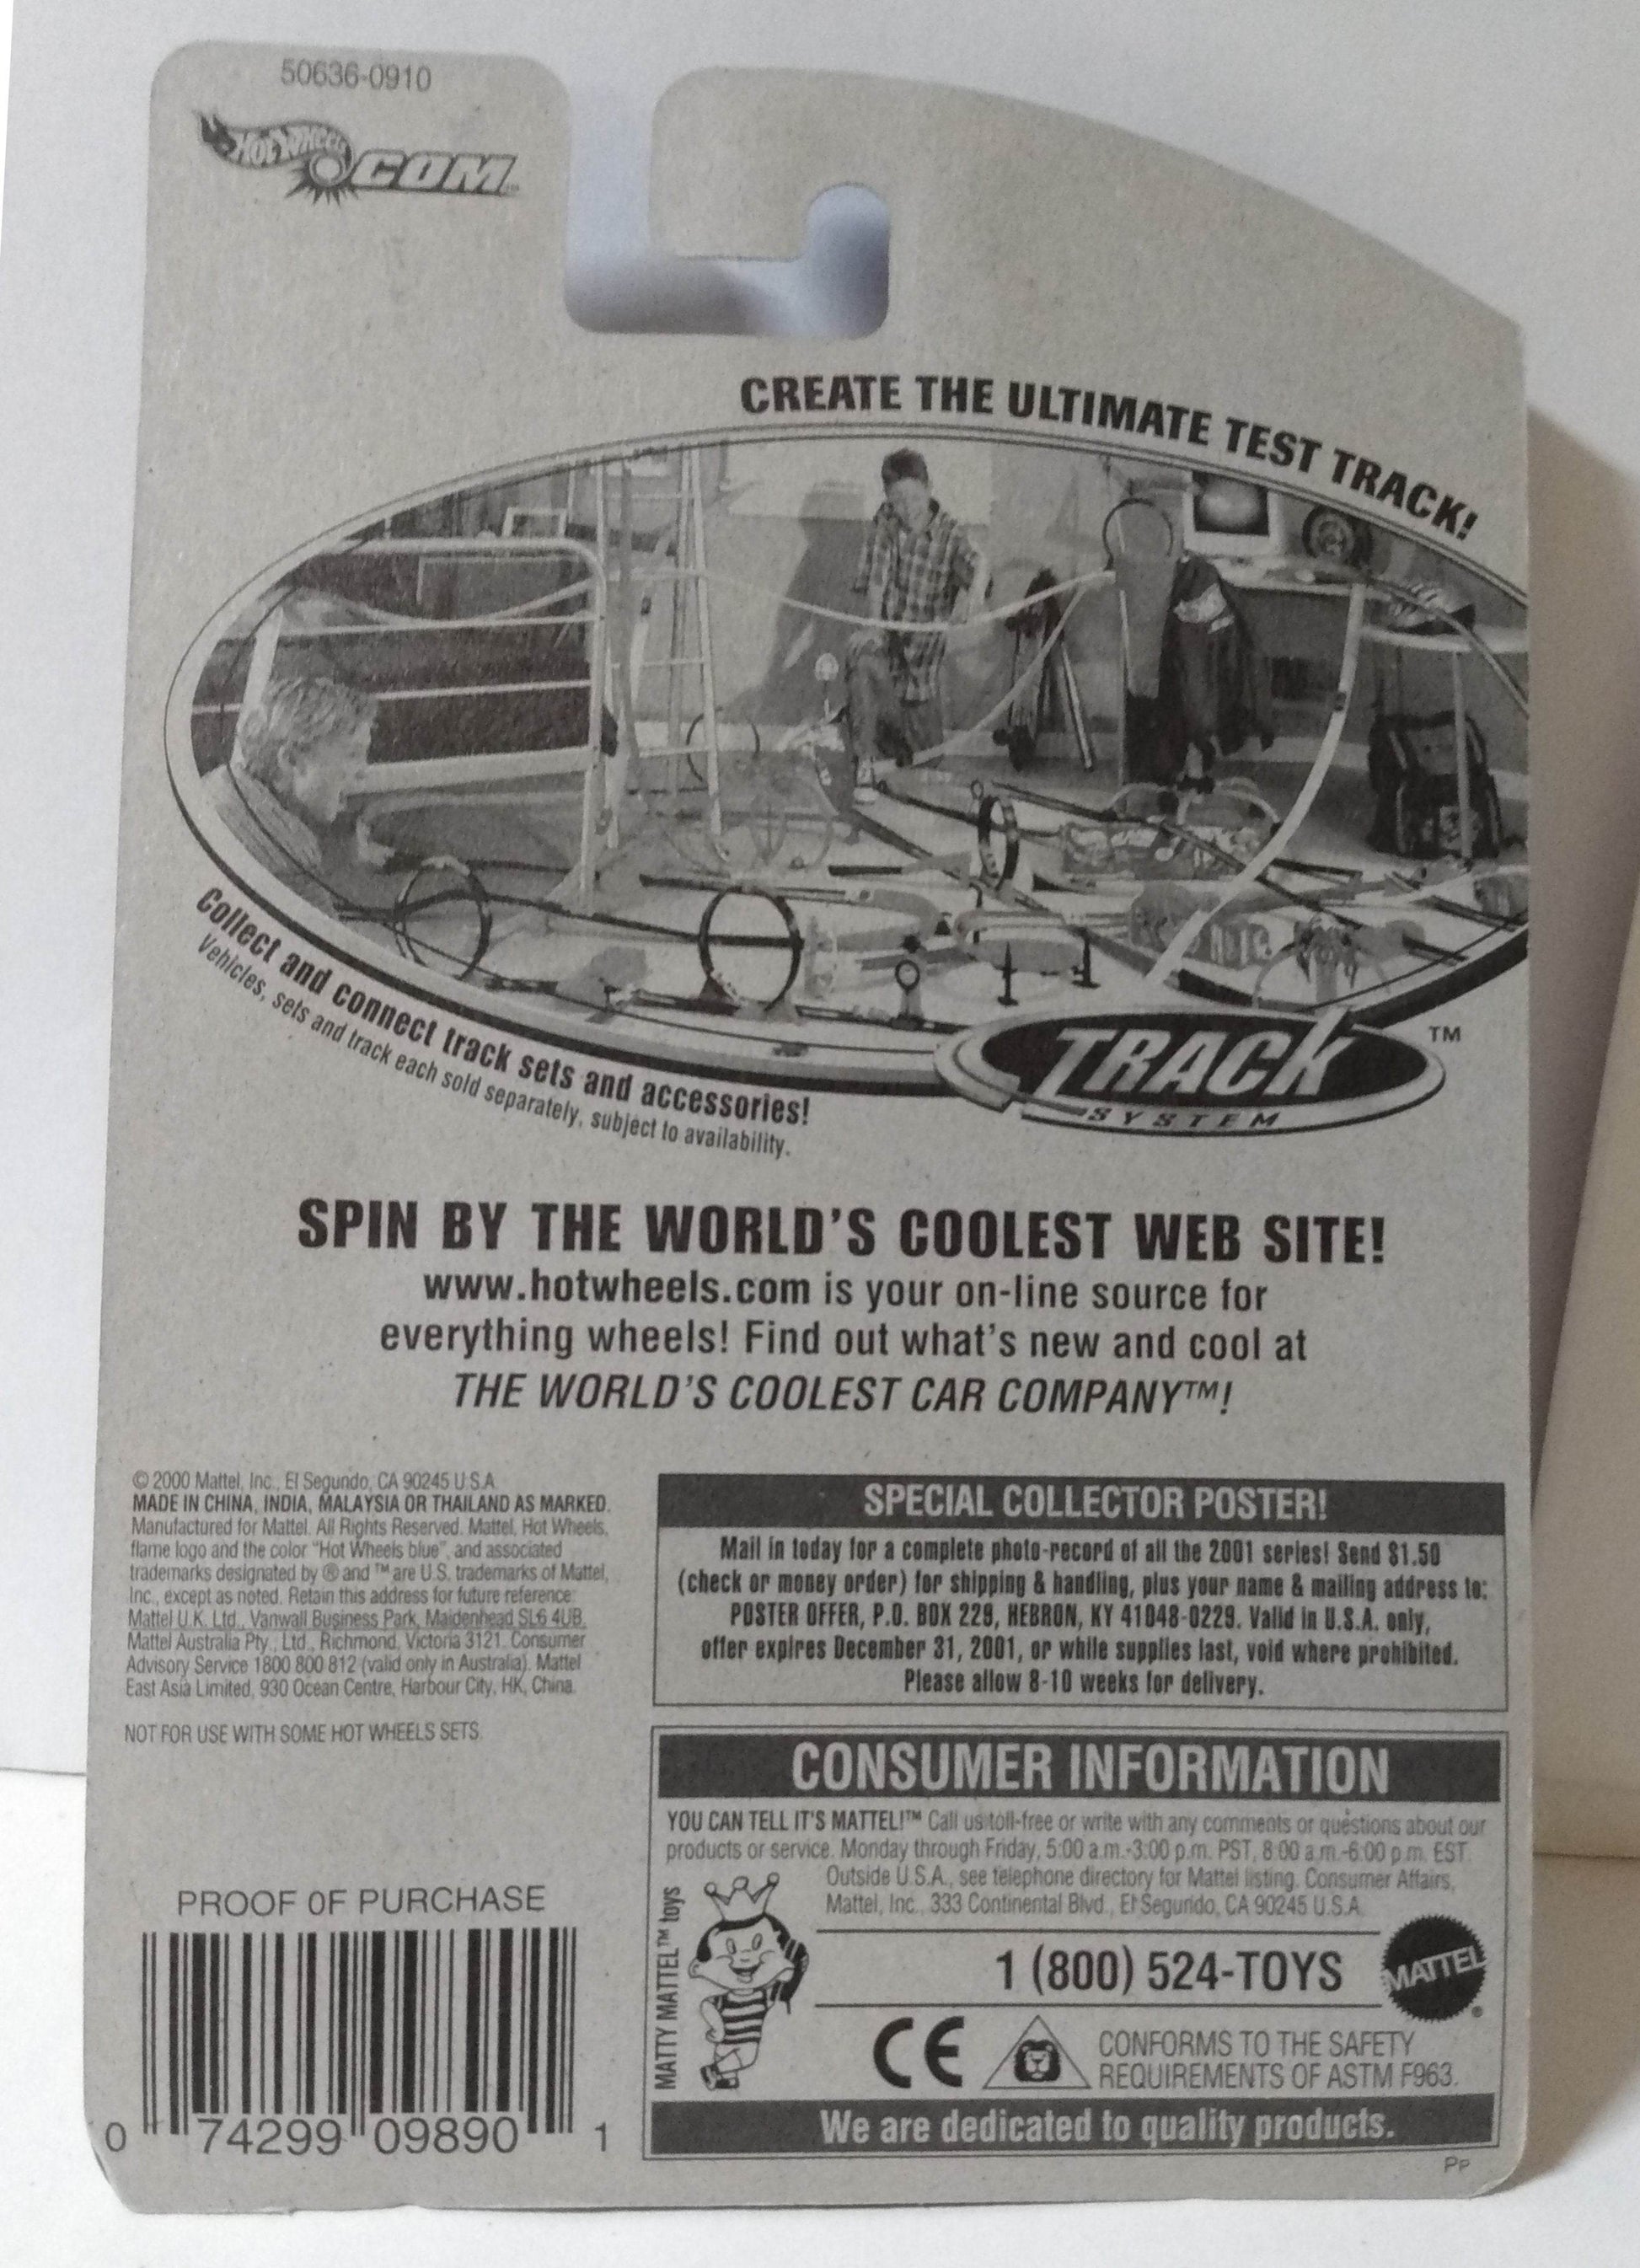 50636-0910
HOT WHEELS .COM
CREATE THE ULTIMATE TEST TRACK!
Collect and connect track sets and accessories!
Vehicles, sets and track each sold separately, subject to availability.
TRACK ™
SYSTEM
SPIN BY THE WORLD'S COOLEST WEB SITE!
www.hotwheels.com is your on-line source for
everything wheels! Find out what's new and cool at
THE WORLD'S COOLEST CAR COMPANY™!
© 2000 Mattel, Inc., El Segundo, CA 90245 U.S.A.
MADE IN CHINA, INDIA, MALAYSIA OR THAILAND AS MARKED.
Manufactured for Mattel. All Rights Reserved. Mattel, Hot Wheels,
flame logo and the color "Hot Wheels blue", and associated
trademarks designated by ® and ™ are U.S. trademarks of Mattel,
Inc., except as noted. Retain this address for future reference:
Mattel U.K. Ltd., Vanwall Business Park, Maidenhead SL6 4UB.
Mattel Australia Pty., Ltd., Richmond, Victoria 3121. Consumer
Advisory Service 1800 800 812 (valid only in Australia). Mattel
East Asia Limited, 930 Ocean Centre, Harbour City, HK, China.
NOT FOR USE WITH SOME HOT WHEELS SETS.
PROOF OF PURCHASE
0 74299 09890 1
SPECIAL COLLECTOR POSTER!
Mail in today for a complete photo-record of all the 2001 series! Send $1.50
(check or money order) for shipping & handling, plus your name & mailing address to:
POSTER OFFER, P.O. BOX 229, HEBRON, KY 41048-0229. Valid in U.S.A. only,
offer expires December 31, 2001, or while supplies last, void where prohibited.
Please allow 8-10 weeks for delivery.
CONSUMER INFORMATION
YOU CAN TELL IT'S MATTEL!™ Call us toll-free or write with any comments or questions about our
products or service. Monday through Friday, 5:00 a.m.-3:00 p.m. PST, 8:00 a.m.-6:00 p.m. EST.
Outside U.S.A., see telephone directory for Mattel listing. Consumer Affairs,
Mattel, Inc., 333 Continental Blvd., El Segundo, CA 90245 U.S.A.
MATTY MATTEL™ toys
1 (800) 524-TOYS
MATTEL ®
CE
CONFORMS TO THE SAFETY
REQUIREMENTS OF ASTM F963.
We are dedicated to quality products.
PP